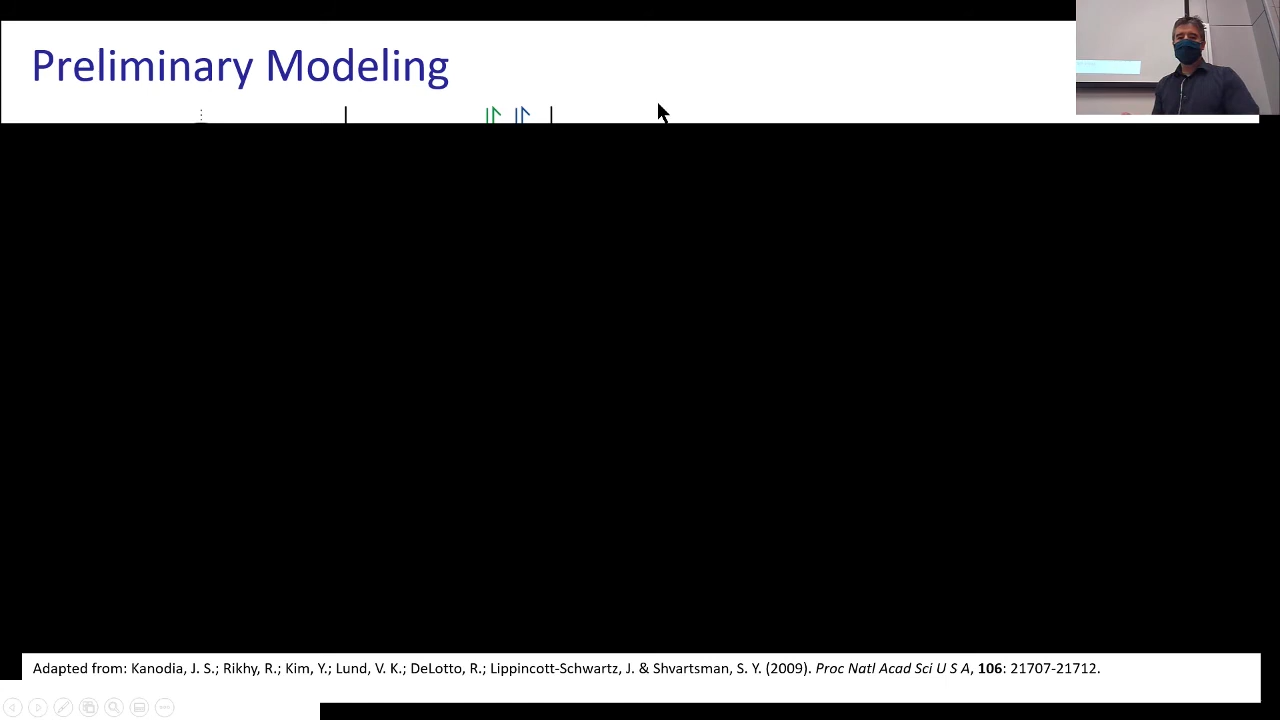 Preliminary Modeling
Adapted from: Kanodia, J. S.; Rikhy, R.; Kim, Y.; Lund, V. K.; DeLotto, R.; Lippincott-Schwartz, J. & Shvartsman, S. Y. (2009). Proc Natl Acad Sci U S A, 106: 21707-21712.